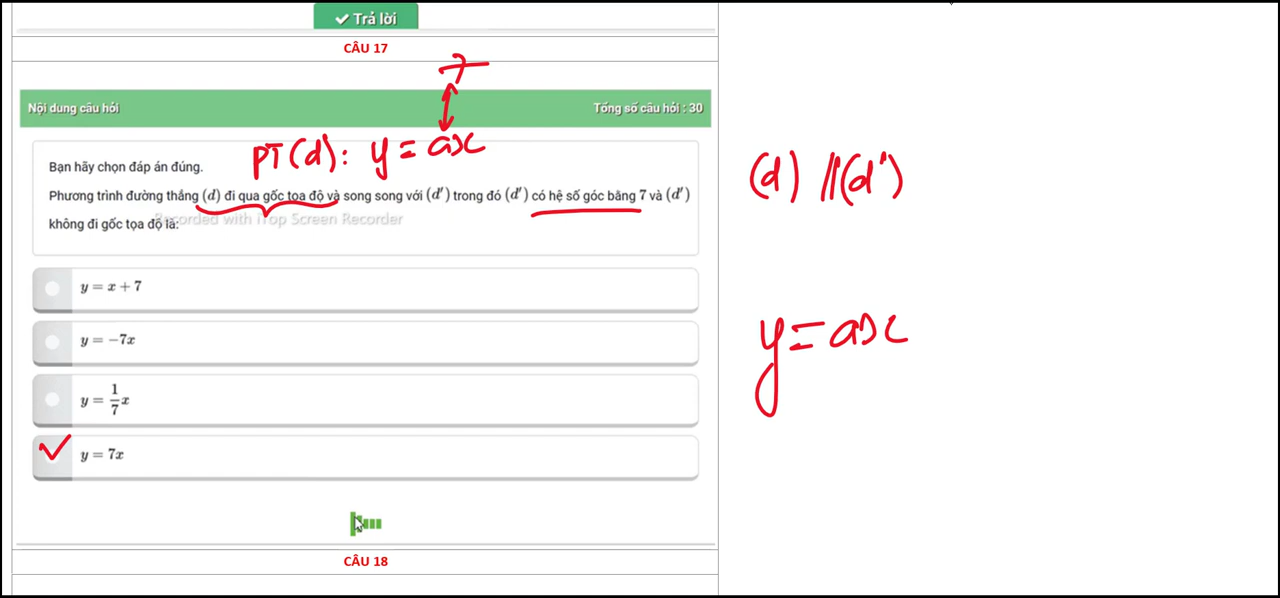 ✓ Trả lời
CÂU 17
7
Nội dung câu hỏi
Tổng số câu hỏi : 30
PT(d): y = ax
Bạn hãy chọn đáp án đúng.
Phương trình đường thẳng (d) đi qua gốc tọa độ và song song với (d′) trong đó (d′) có hệ số góc bằng 7 và (d′)
không đi gốc tọa độ là:
Recorded with iTop Screen Recorder
y = x + 7
y = −7x
y = 1/7 x
y = 7x
CÂU 18
(d) // (d')
y = ax